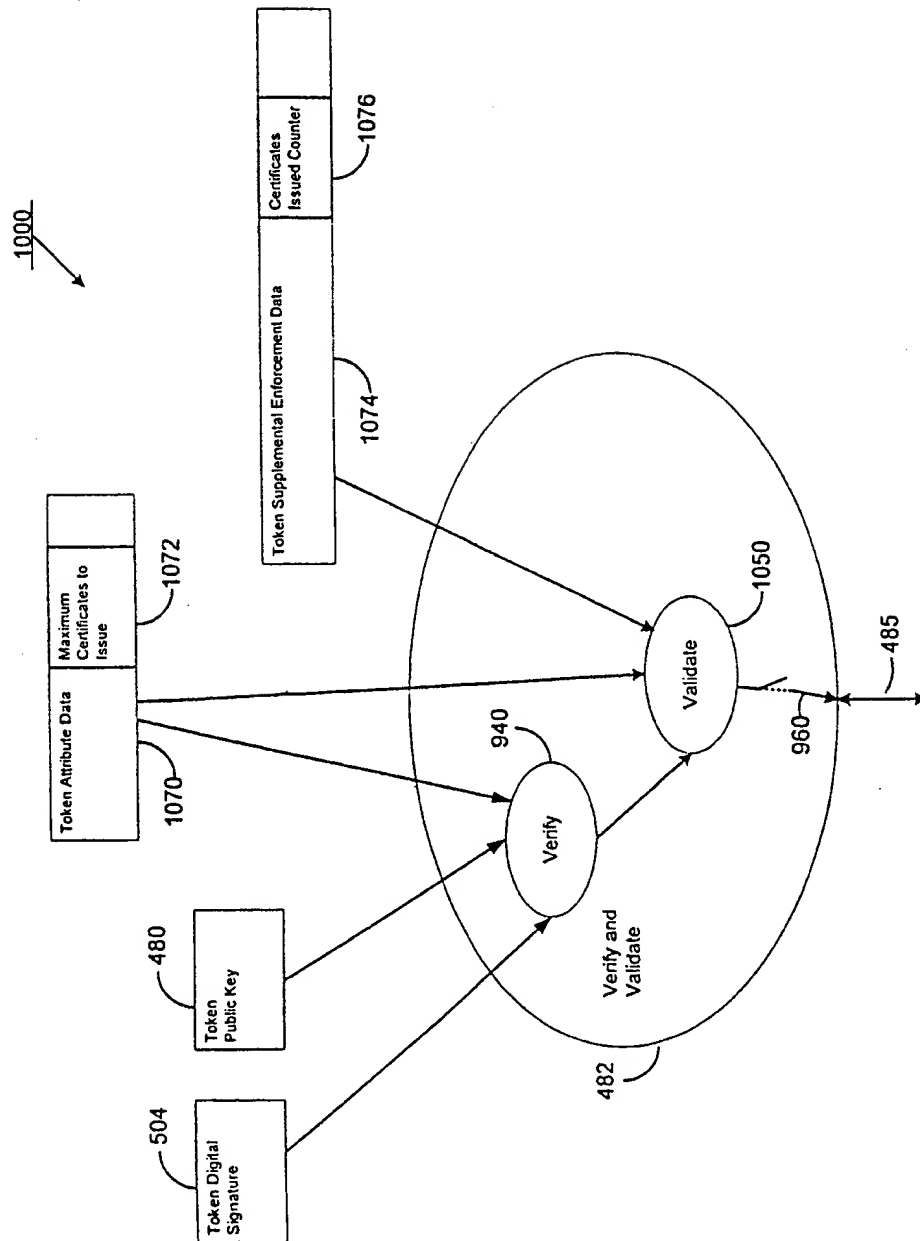 1000
504
Token Digital
Signature
480
Token
Public Key
Token Attribute Data
Maximum
Certificates to
Issue
1070
1072
Token Supplemental Enforcement Data
Certificates
Issued Counter
1074
1076
940
Verify
Validate
1050
Verify and
Validate
482
960
485